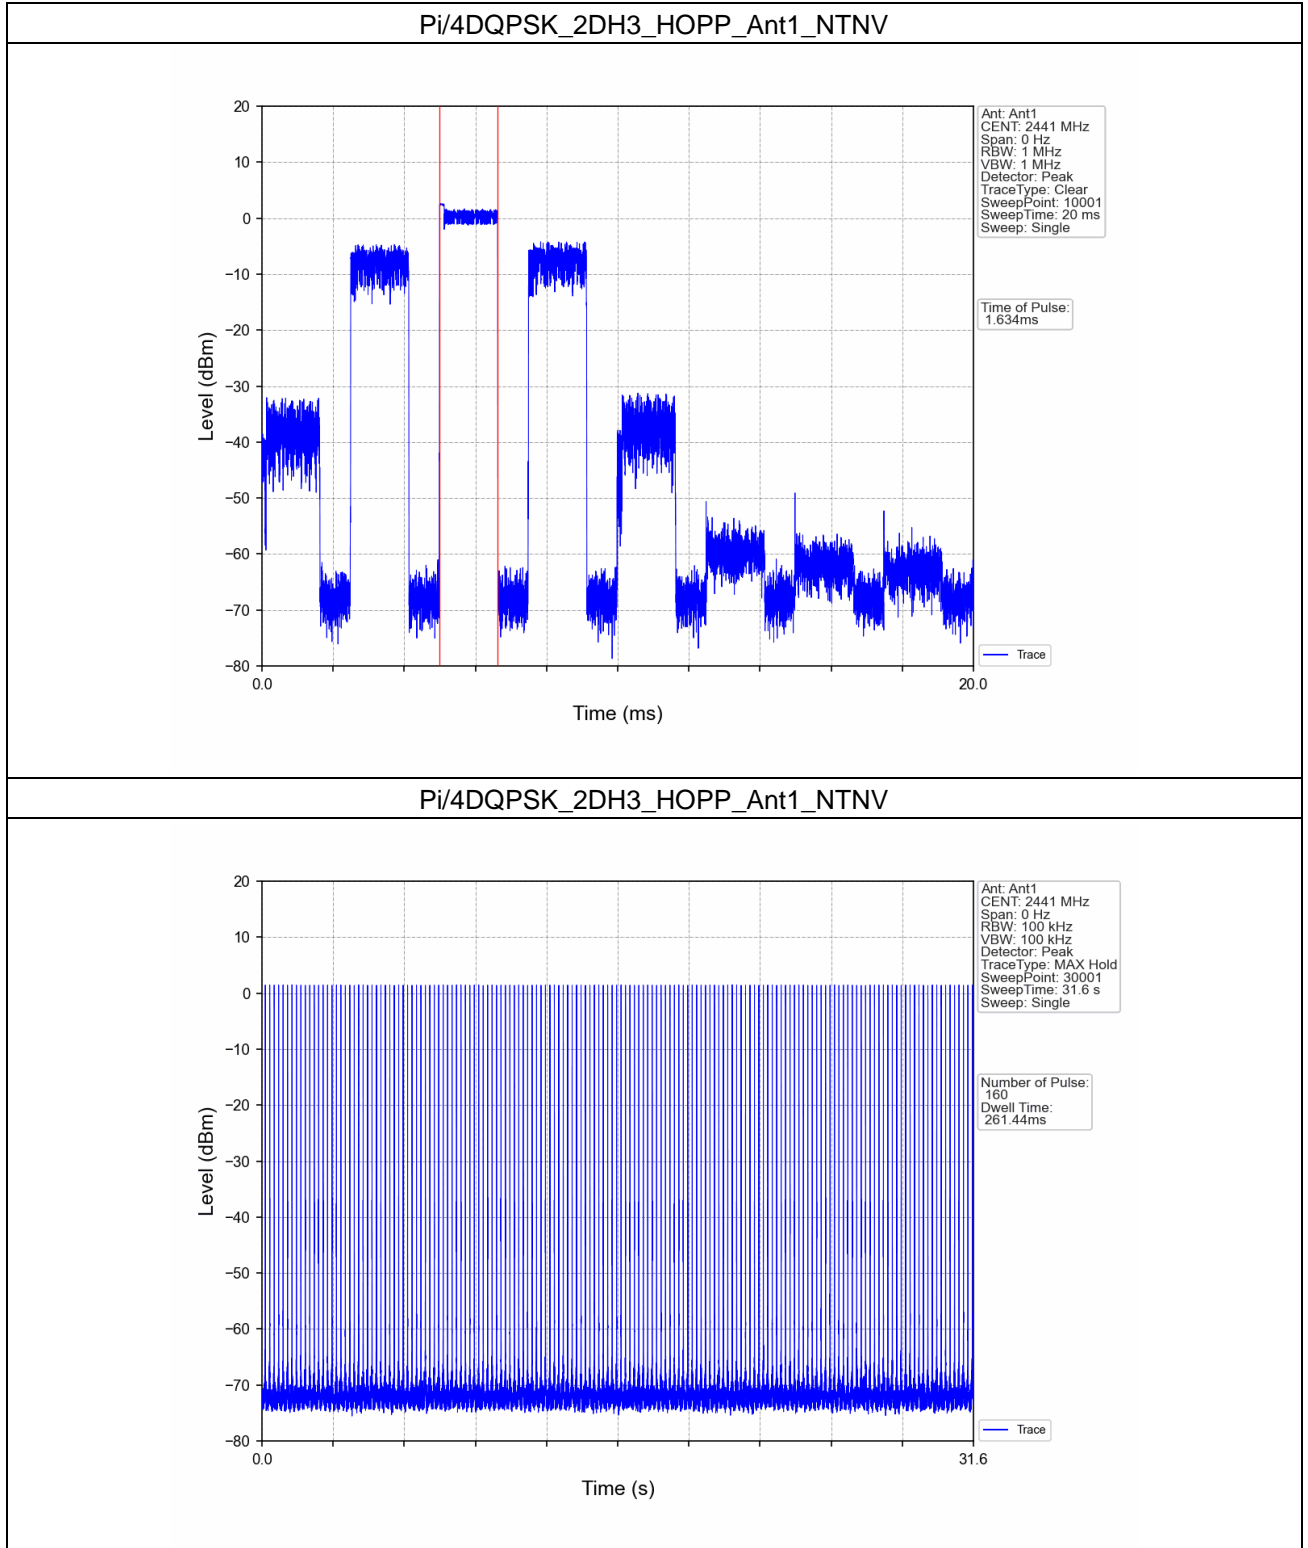 Pi/4DQPSK_2DH3_HOPP_Ant1_NTNV
20
10
0
−10
−20
−30
−40
−50
−60
−70
−80
Level (dBm)
0.0
20.0
Time (ms)
Ant: Ant1
CENT: 2441 MHz
Span: 0 Hz
RBW: 1 MHz
VBW: 1 MHz
Detector: Peak
TraceType: Clear
SweepPoint: 10001
SweepTime: 20 ms
Sweep: Single
Time of Pulse:
1.634ms
Trace
Pi/4DQPSK_2DH3_HOPP_Ant1_NTNV
20
10
0
−10
−20
−30
−40
−50
−60
−70
−80
Level (dBm)
0.0
31.6
Time (s)
Ant: Ant1
CENT: 2441 MHz
Span: 0 Hz
RBW: 100 kHz
VBW: 100 kHz
Detector: Peak
TraceType: MAX Hold
SweepPoint: 30001
SweepTime: 31.6 s
Sweep: Single
Number of Pulse:
160
Dwell Time:
261.44ms
Trace